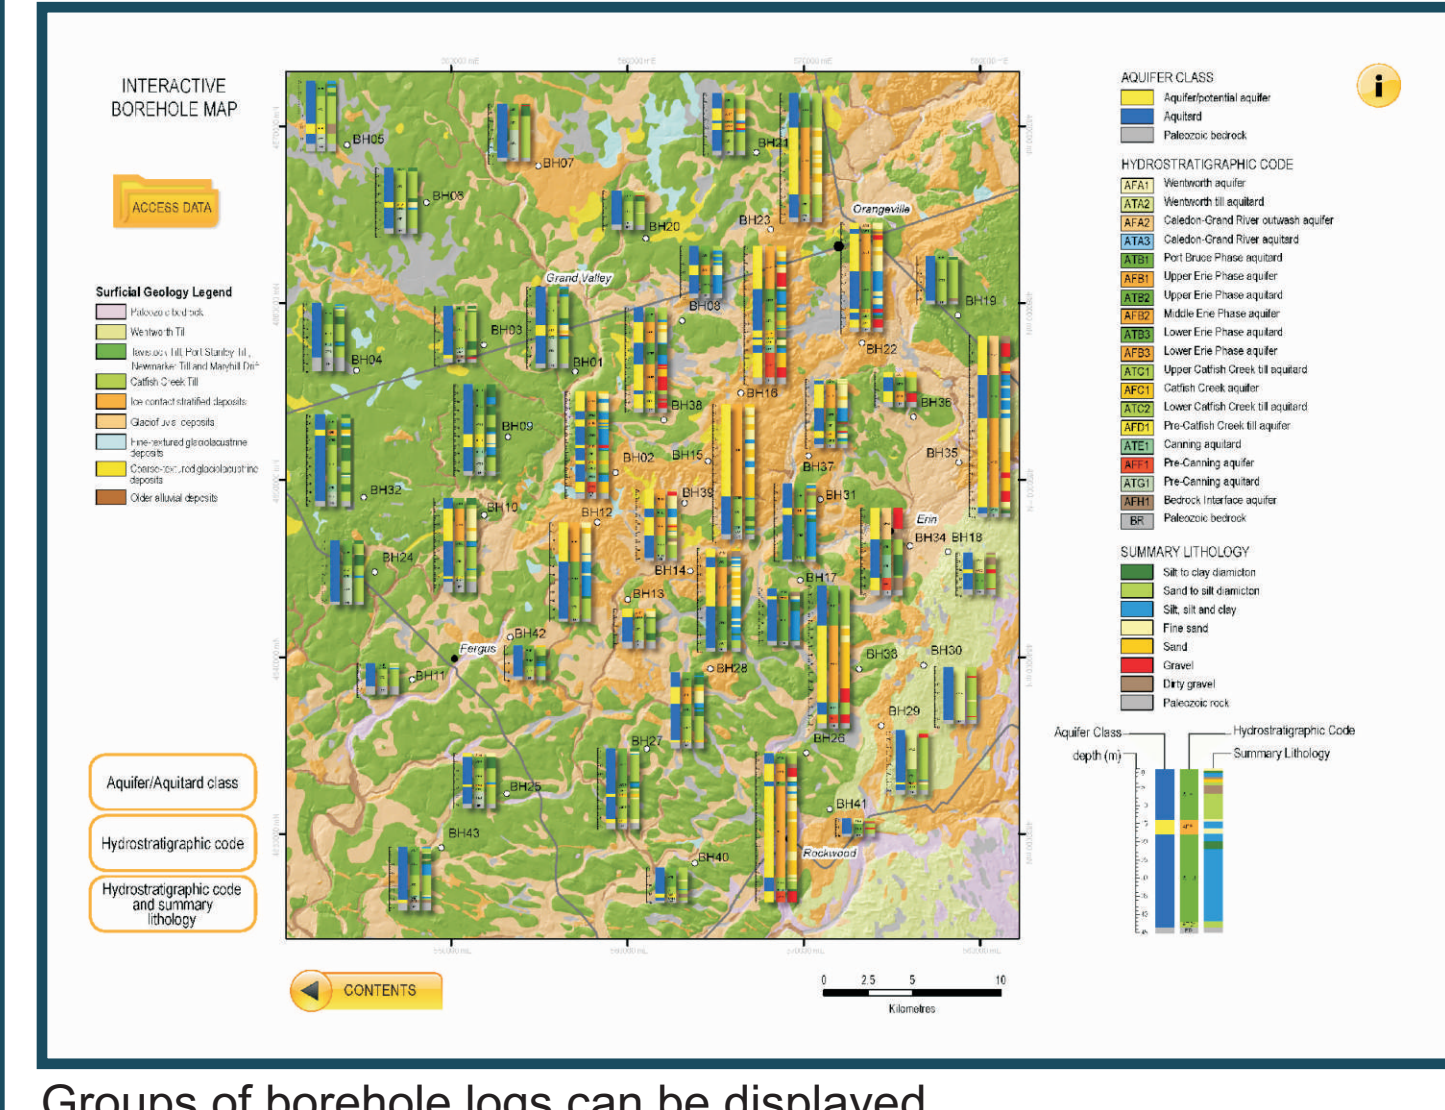 INTERACTIVE
BOREHOLE MAP
ACCESS DATA
Surficial Geology Legend
Wentworth Till
Catfish Creek Till
Ice contact stratified deposits
Fine-textured glaciolacustrine
deposits
Coarse-textured glaciolacustrine
deposits
Older alluvial deposits
Aquifer/Aquitard class
Hydrostratigraphic code
Hydrostratigraphic code
and summary
lithology
BH05
BH07
BH21
BH06
BH20
BH23
Orangeville
Grand Valley
BH08
BH19
BH03
BH04
BH01
BH22
BH38
BH16
BH36
BH09
BH02
BH15
BH37
BH35
BH32
BH10
BH39
BH31
BH12
Erin
BH34
BH18
BH24
BH14
BH17
BH13
BH42
Fergus
BH11
BH28
BH33
BH30
BH29
BH27
BH26
BH25
BH41
BH43
Rockwood
BH40
CONTENTS
0 2.5 5 10
Kilometres
AQUIFER CLASS
Aquifer/potential aquifer
Aquitard
Paleozoic bedrock
HYDROSTRATIGRAPHIC CODE
AFA1 Wentworth aquifer
ATA2 Wentworth till aquitard
AFA2 Caledon-Grand River outwash aquifer
ATA3 Caledon-Grand River aquitard
ATB1 Port Bruce Phase aquitard
AFB1 Upper Erie Phase aquifer
ATB2 Upper Erie Phase aquitard
AFB2 Middle Erie Phase aquifer
ATB3 Lower Erie Phase aquitard
AFB3 Lower Erie Phase aquifer
ATC1 Upper Catfish Creek till aquitard
AFC1 Catfish Creek aquifer
ATC2 Lower Catfish Creek till aquitard
AFD1 Pre-Catfish Creek till aquifer
ATE1 Canning aquitard
AFF1 Pre-Canning aquifer
ATG1 Pre-Canning aquitard
AFH1 Bedrock Interface aquifer
BR Paleozoic bedrock
SUMMARY LITHOLOGY
Silt to clay diamicton
Sand to silt diamicton
Silt, silt and clay
Fine sand
Sand
Gravel
Dirty gravel
Paleozoic rock
Aquifer Class
Hydrostratigraphic Code
depth (m)
Summary Lithology
i
Groups of borehole logs can be displayed